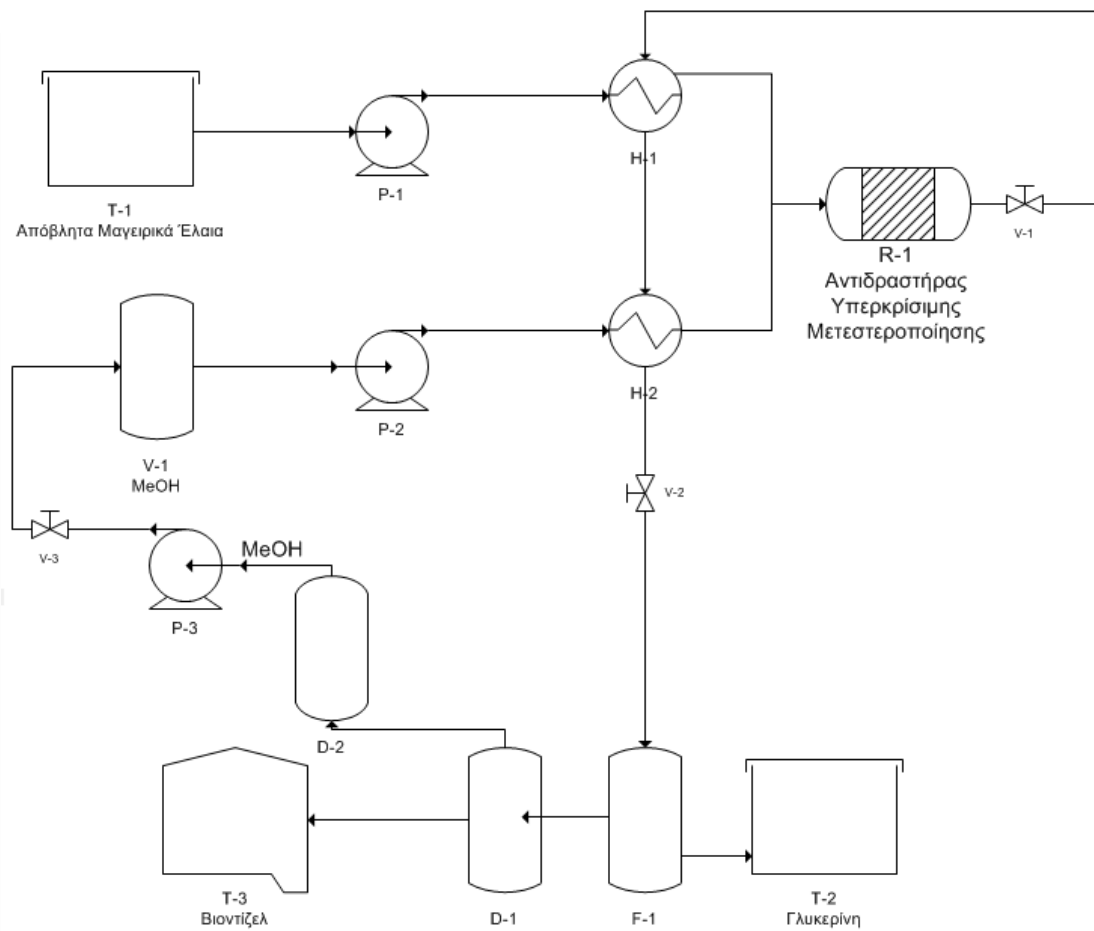 H-1
T-1
Απόβλητα Μαγειρικά Έλαια
P-1
R-1
Αντιδραστήρας
Υπερκρίσιμης
Μετεστεροποίησης
V-1
H-2
V-1
MeOH
P-2
V-2
V-3
P-3
MeOH
D-2
T-3
Βιοντίζελ
D-1
F-1
T-2
Γλυκερίνη